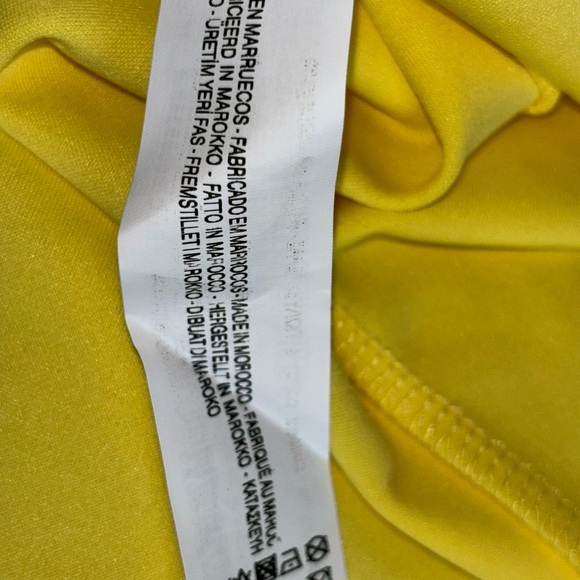 EN MARRUECOS - FABRICADO EM MARROCOS - MADE IN MOROCCO - FABRIQUÉ AU MAROC
ICEERD IN MAROKKO - FATTO IN MAROCCO - HERGESTELLT IN MAROKKO - ΚΑΤΑΣΚΕΥΗ
O - ÜRETİM YERİ FAS - FREMSTILLET I MAROKKO - DIBUAT DI MAROKO